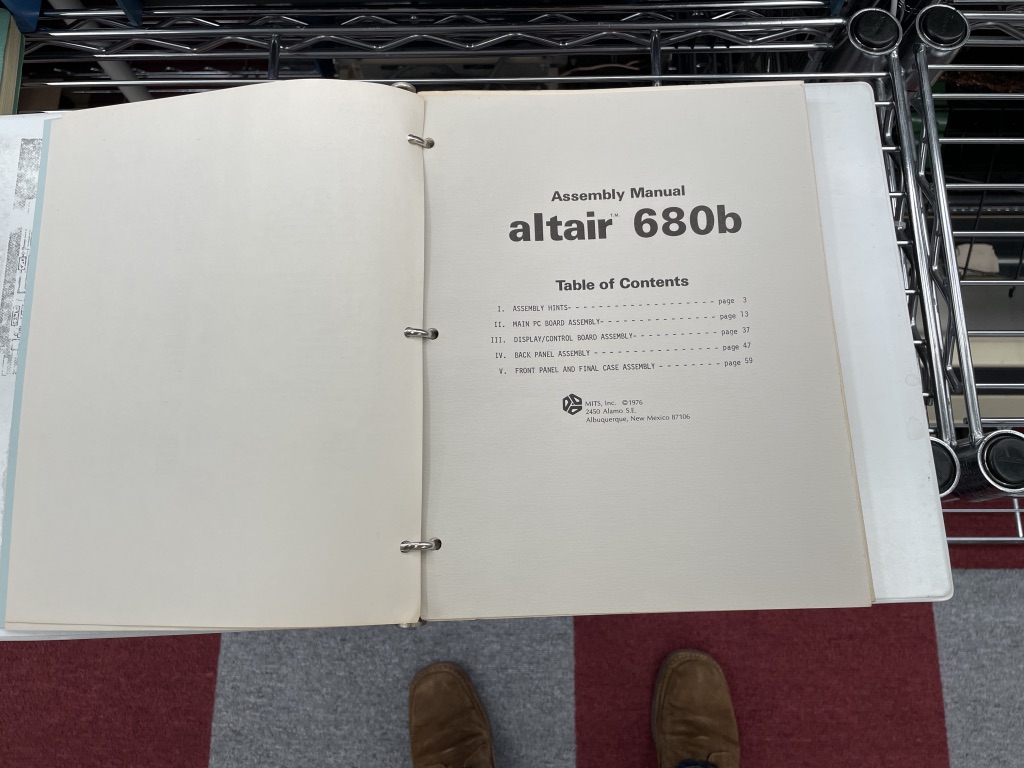 Assembly Manual
altair™ 680b
Table of Contents
I. ASSEMBLY HINTS- - - - - - - - - - - - - - - - - - - page 3
II. MAIN PC BOARD ASSEMBLY- - - - - - - - - - - - - - - page 13
III. DISPLAY/CONTROL BOARD ASSEMBLY- - - - - - - - - - - page 37
IV. BACK PANEL ASSEMBLY - - - - - - - - - - - - - - - - page 47
V. FRONT PANEL AND FINAL CASE ASSEMBLY - - - - - - - - page 59
MITS, Inc. ©1976
2450 Alamo S.E.
Albuquerque, New Mexico 87106